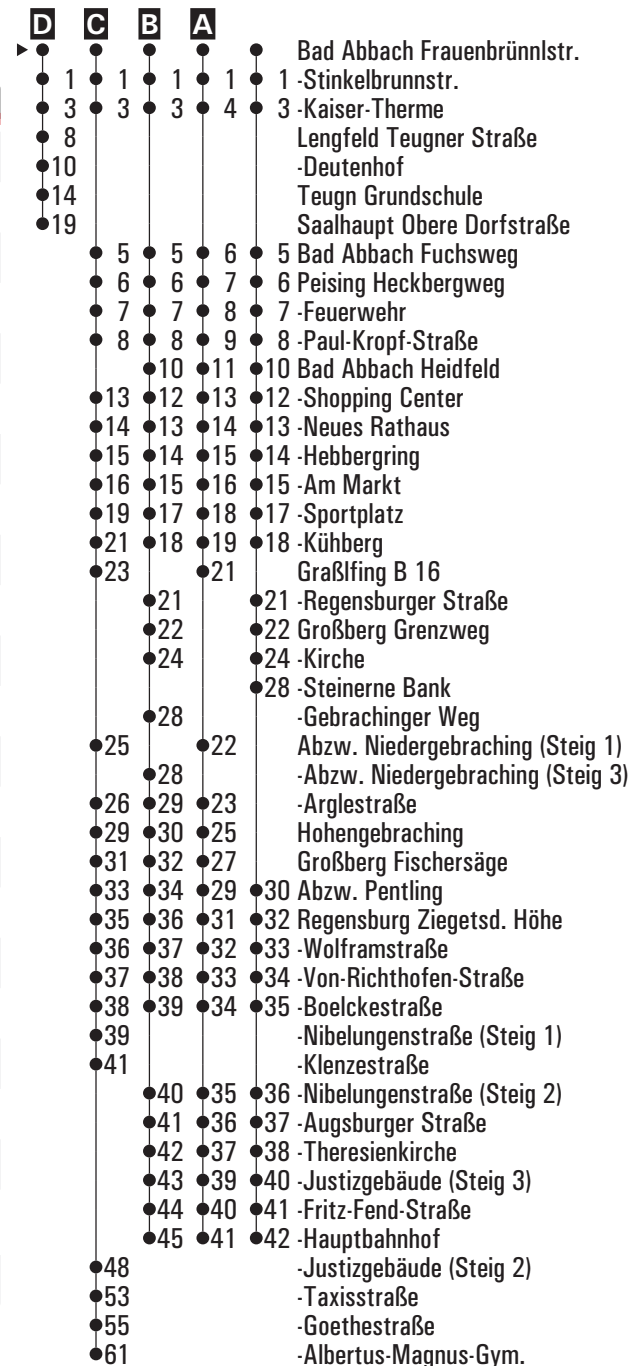 D C B A
Bad Abbach Frauenbrünnlstr.
1 1 1 1 1 -Stinkelbrunnstr.
3 3 3 4 3 -Kaiser-Therme
8 Lengfeld Teugner Straße
10 -Deutenhof
14 Teugn Grundschule
19 Saalhaupt Obere Dorfstraße
5 5 6 5 Bad Abbach Fuchsweg
6 6 7 6 Peising Heckbergweg
7 7 8 7 -Feuerwehr
8 8 9 8 -Paul-Kropf-Straße
10 11 10 Bad Abbach Heidfeld
13 12 13 12 -Shopping Center
14 13 14 13 -Neues Rathaus
15 14 15 14 -Hebbergring
16 15 16 15 -Am Markt
19 17 18 17 -Sportplatz
21 18 19 18 -Kühberg
23 21 Graßlfing B 16
21 21 -Regensburger Straße
22 22 Großberg Grenzweg
24 24 -Kirche
28 -Steinerne Bank
28 -Gebrachinger Weg
25 22 Abzw. Niedergebraching (Steig 1)
28 -Abzw. Niedergebraching (Steig 3)
26 29 23 -Arglestraße
29 30 25 Hohengebraching
31 32 27 Großberg Fischersäge
33 34 29 30 Abzw. Pentling
35 36 31 32 Regensburg Ziegetsd. Höhe
36 37 32 33 -Wolframstraße
37 38 33 34 -Von-Richthofen-Straße
38 39 34 35 -Boelckestraße
39 -Nibelungenstraße (Steig 1)
41 -Klenzestraße
40 35 36 -Nibelungenstraße (Steig 2)
41 36 37 -Augsburger Straße
42 37 38 -Theresienkirche
43 39 40 -Justizgebäude (Steig 3)
44 40 41 -Fritz-Fend-Straße
45 41 42 -Hauptbahnhof
48 -Justizgebäude (Steig 2)
53 -Taxisstraße
55 -Goethestraße
61 -Albertus-Magnus-Gym.